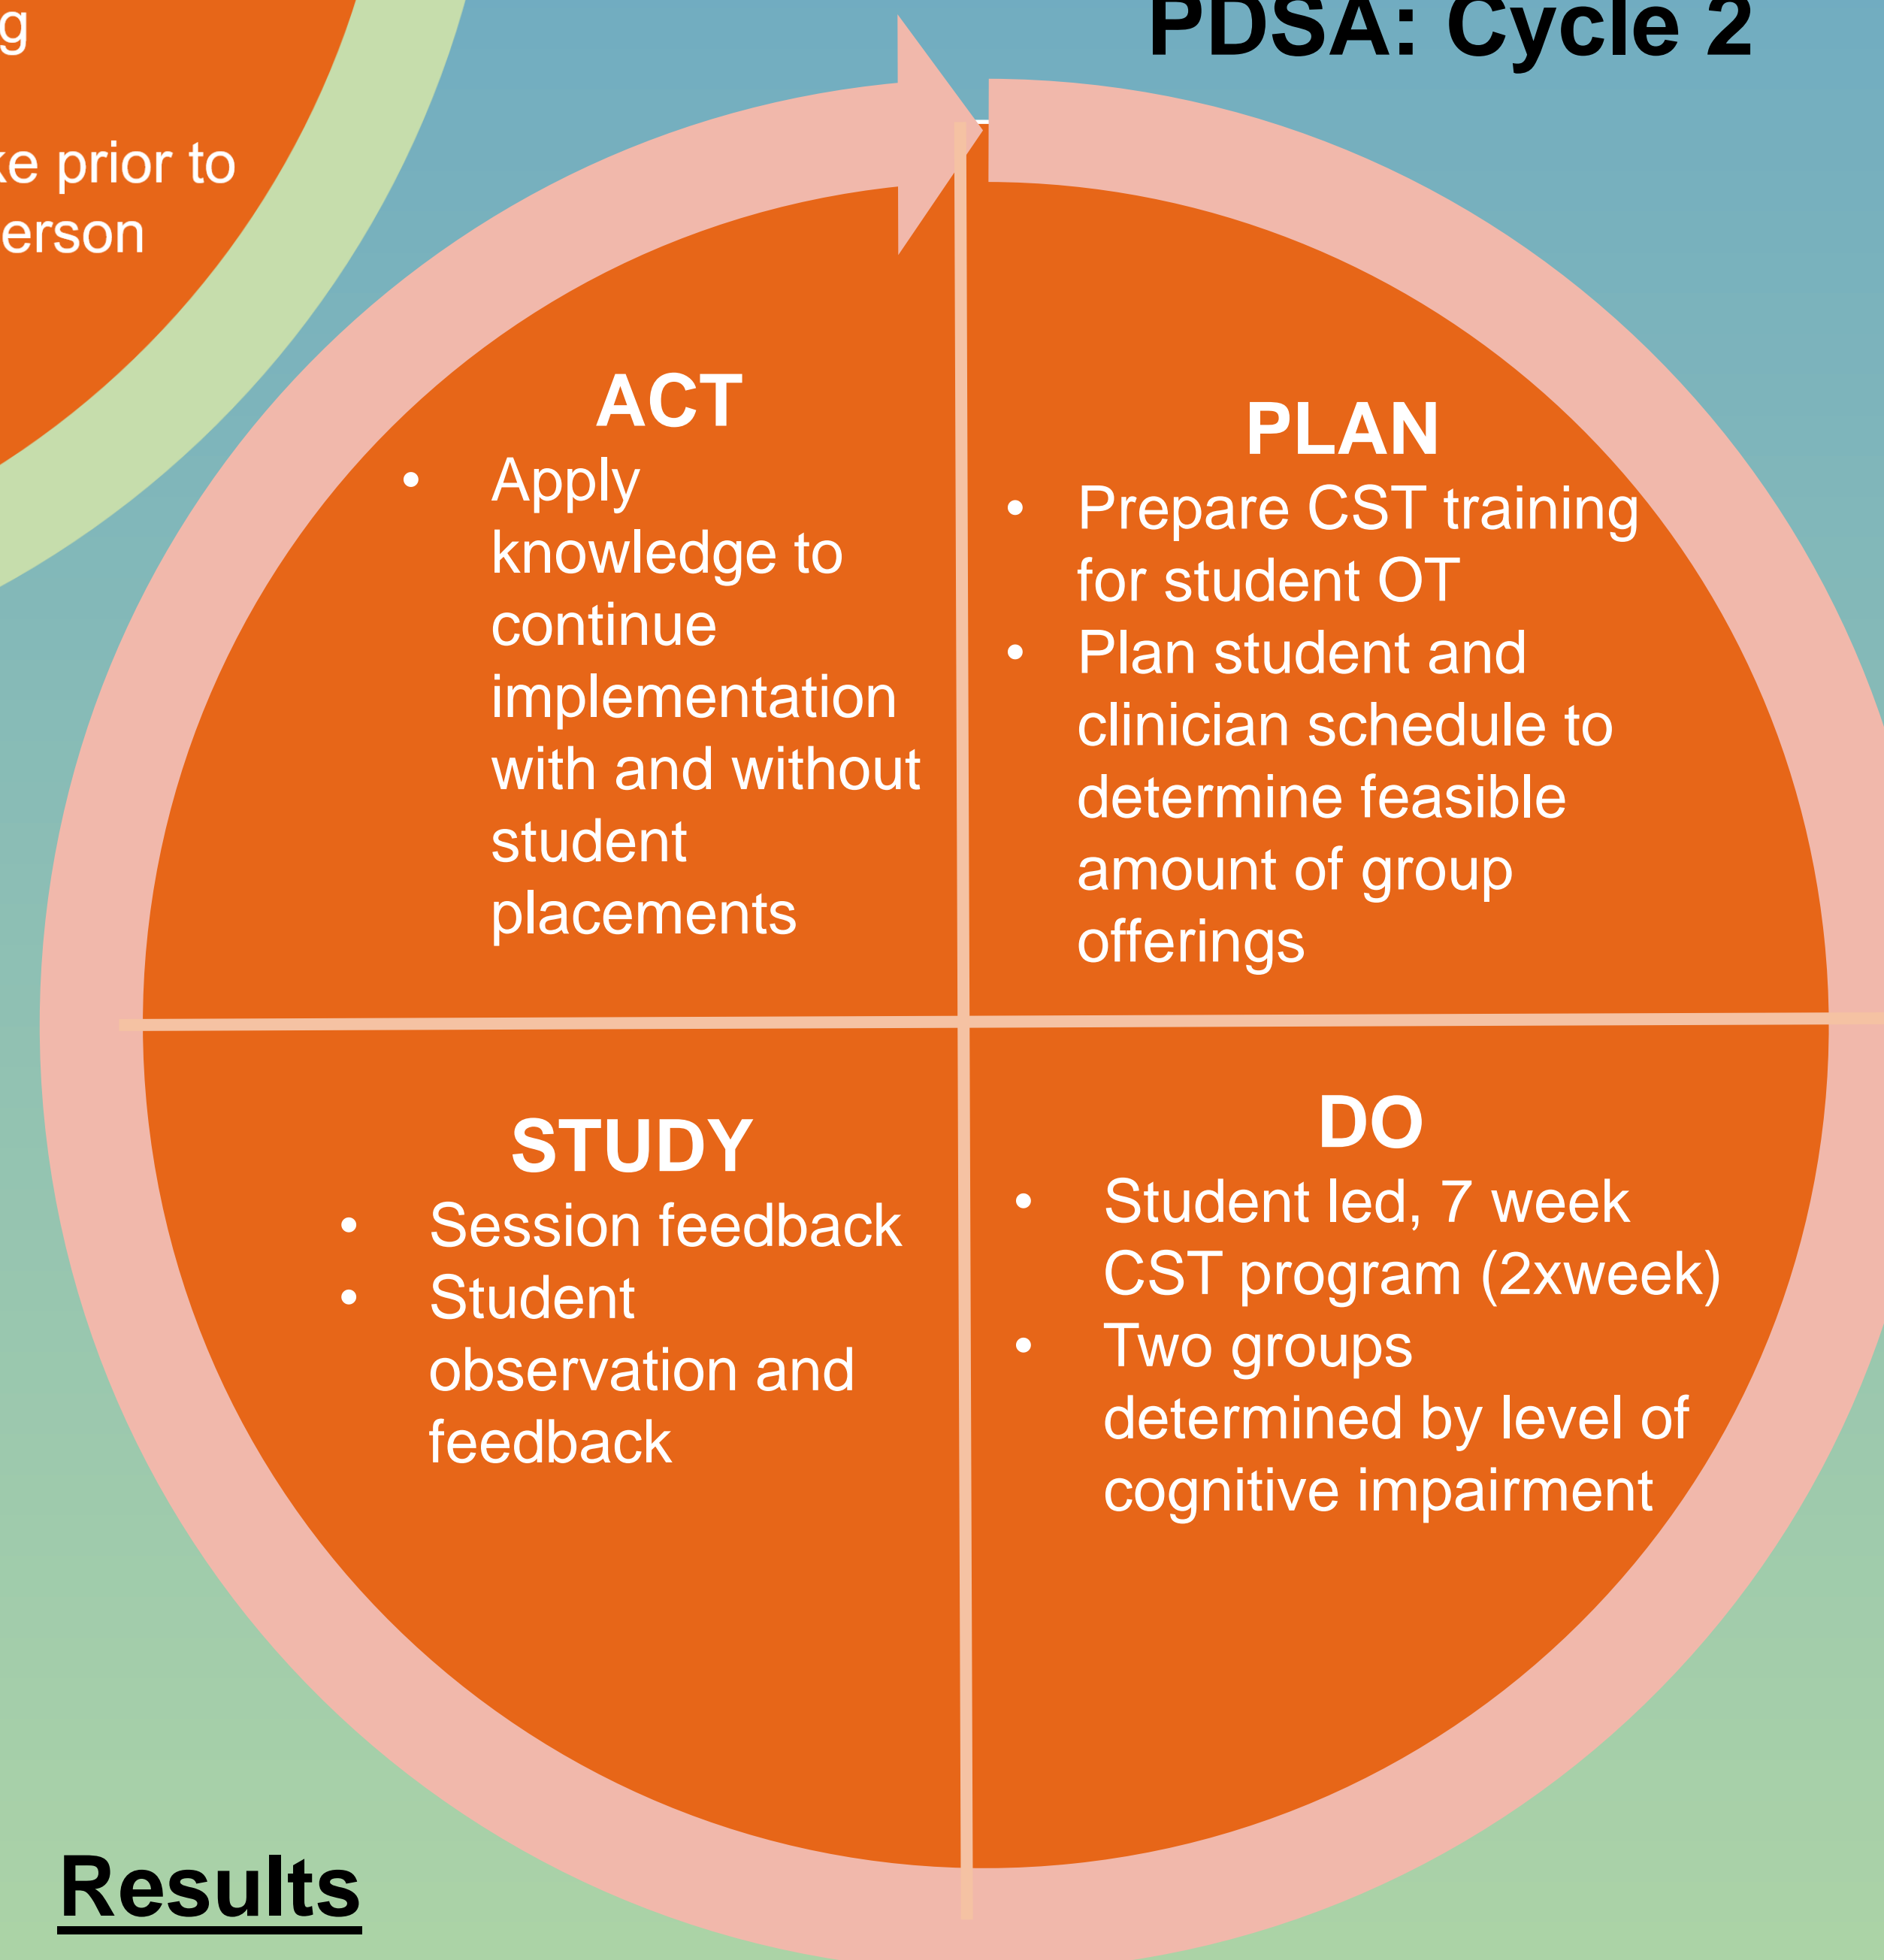 g
prior to
PDSA: Cycle 2
ACT
• Apply
knowledge to
continue
implementation
with and without
student
placements
PLAN
• Prepare CST training
for student OT
• Plan student and
clinician schedule to
determine feasible
amount of group
offerings
STUDY
• Session feedback
• Student
observation and
feedback
DO
• Student led, 7 week
CST program (2xweek)
• Two groups
determined by level of
cognitive impairment
Results